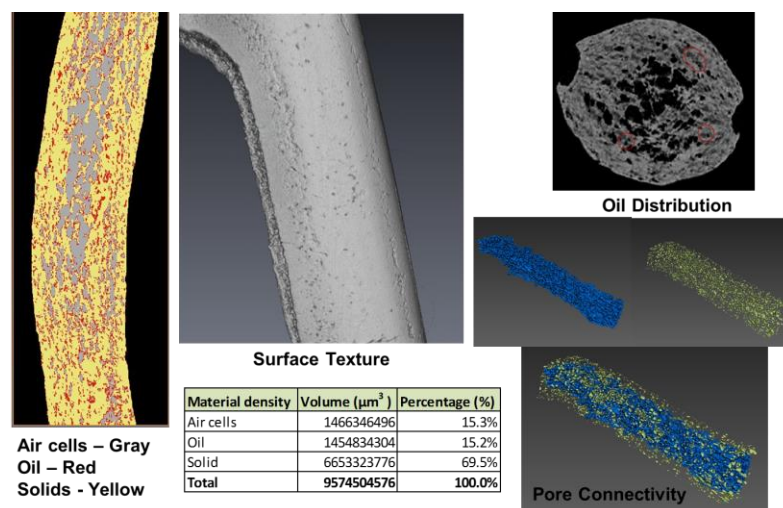 Air cells – Gray
Oil – Red
Solids - Yellow
Surface Texture
Material density Volume (µm³) Percentage (%)
Air cells 1466346496 15.3%
Oil 1454834304 15.2%
Solid 6653323776 69.5%
Total 9574504576 100.0%
Oil Distribution
Pore Connectivity